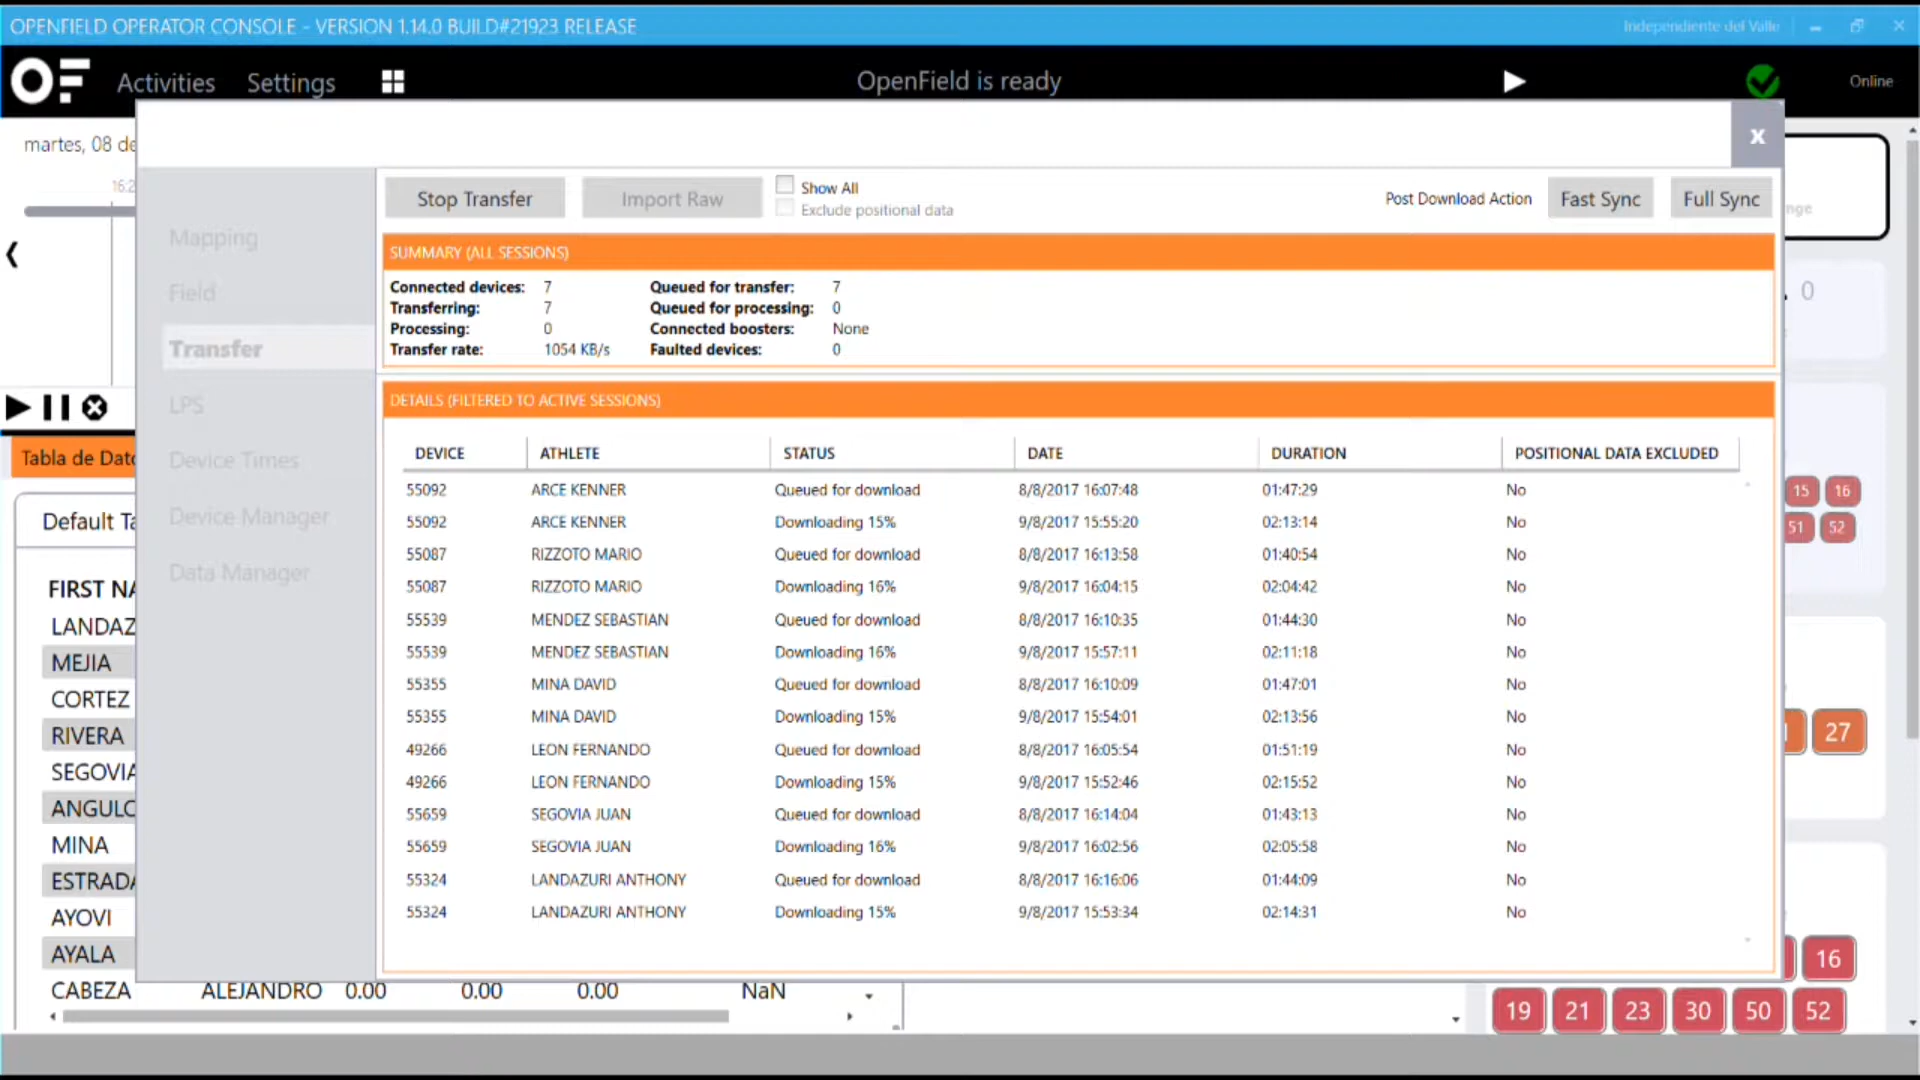 OPENFIELD OPERATOR CONSOLE - VERSION 1.14.0 BUILD#21923 RELEASE
Independiente del Valle
OF Activities Settings
OpenField is ready
Online
martes, 08 de
x
16:2
Stop Transfer
Import Raw
Show All
Exclude positional data
Post Download Action
Fast Sync
Full Sync
nge
Mapping
Field
Transfer
LPS
Device Times
Device Manager
Data Manager
SUMMARY (ALL SESSIONS)
Connected devices: 7 Queued for transfer: 7
Transferring: 7 Queued for processing: 0
Processing: 0 Connected boosters: None
Transfer rate: 1054 KB/s Faulted devices: 0
0
DETAILS (FILTERED TO ACTIVE SESSIONS)
DEVICE ATHLETE STATUS DATE DURATION POSITIONAL DATA EXCLUDED
55092 ARCE KENNER Queued for download 8/8/2017 16:07:48 01:47:29 No
55092 ARCE KENNER Downloading 15% 9/8/2017 15:55:20 02:13:14 No
55087 RIZZOTO MARIO Queued for download 8/8/2017 16:13:58 01:40:54 No
55087 RIZZOTO MARIO Downloading 16% 9/8/2017 16:04:15 02:04:42 No
55539 MENDEZ SEBASTIAN Queued for download 8/8/2017 16:10:35 01:44:30 No
55539 MENDEZ SEBASTIAN Downloading 16% 9/8/2017 15:57:11 02:11:18 No
55355 MINA DAVID Queued for download 8/8/2017 16:10:09 01:47:01 No
55355 MINA DAVID Downloading 15% 9/8/2017 15:54:01 02:13:56 No
49266 LEON FERNANDO Queued for download 8/8/2017 16:05:54 01:51:19 No
49266 LEON FERNANDO Downloading 15% 9/8/2017 15:52:46 02:15:52 No
55659 SEGOVIA JUAN Queued for download 8/8/2017 16:14:04 01:43:13 No
55659 SEGOVIA JUAN Downloading 16% 9/8/2017 16:02:56 02:05:58 No
55324 LANDAZURI ANTHONY Queued for download 8/8/2017 16:16:06 01:44:09 No
55324 LANDAZURI ANTHONY Downloading 15% 9/8/2017 15:53:34 02:14:31 No
Tabla de Dato
Default Ta
FIRST NA
LANDAZ
MEJIA
CORTEZ
RIVERA
SEGOVIA
ANGULO
MINA
ESTRADA
AYOVI
AYALA
CABEZA ALEJANDRO 0.00 0.00 0.00 NaN
15 16
51 52
27
16
19 21 23 30 50 52